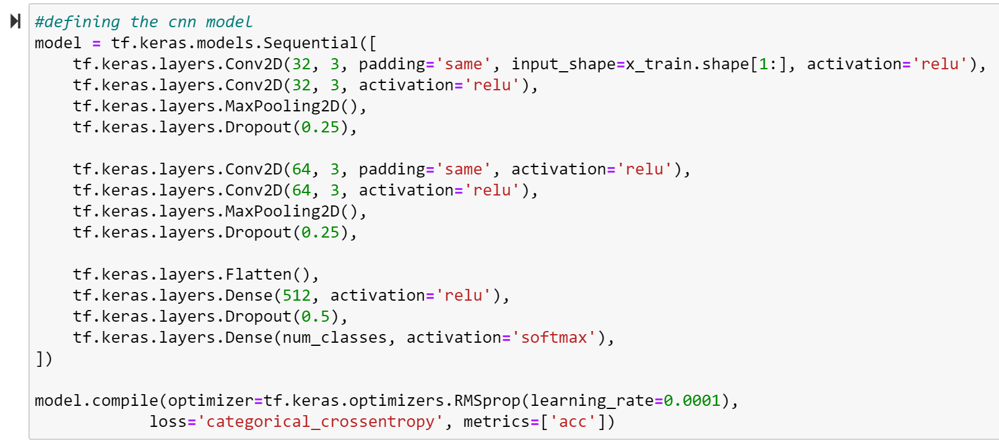 #defining the cnn model
model = tf.keras.models.Sequential([
    tf.keras.layers.Conv2D(32, 3, padding='same', input_shape=x_train.shape[1:], activation='relu'),
    tf.keras.layers.Conv2D(32, 3, activation='relu'),
    tf.keras.layers.MaxPooling2D(),
    tf.keras.layers.Dropout(0.25),

    tf.keras.layers.Conv2D(64, 3, padding='same', activation='relu'),
    tf.keras.layers.Conv2D(64, 3, activation='relu'),
    tf.keras.layers.MaxPooling2D(),
    tf.keras.layers.Dropout(0.25),

    tf.keras.layers.Flatten(),
    tf.keras.layers.Dense(512, activation='relu'),
    tf.keras.layers.Dropout(0.5),
    tf.keras.layers.Dense(num_classes, activation='softmax'),
])

model.compile(optimizer=tf.keras.optimizers.RMSprop(learning_rate=0.0001),
            loss='categorical_crossentropy', metrics=['acc'])